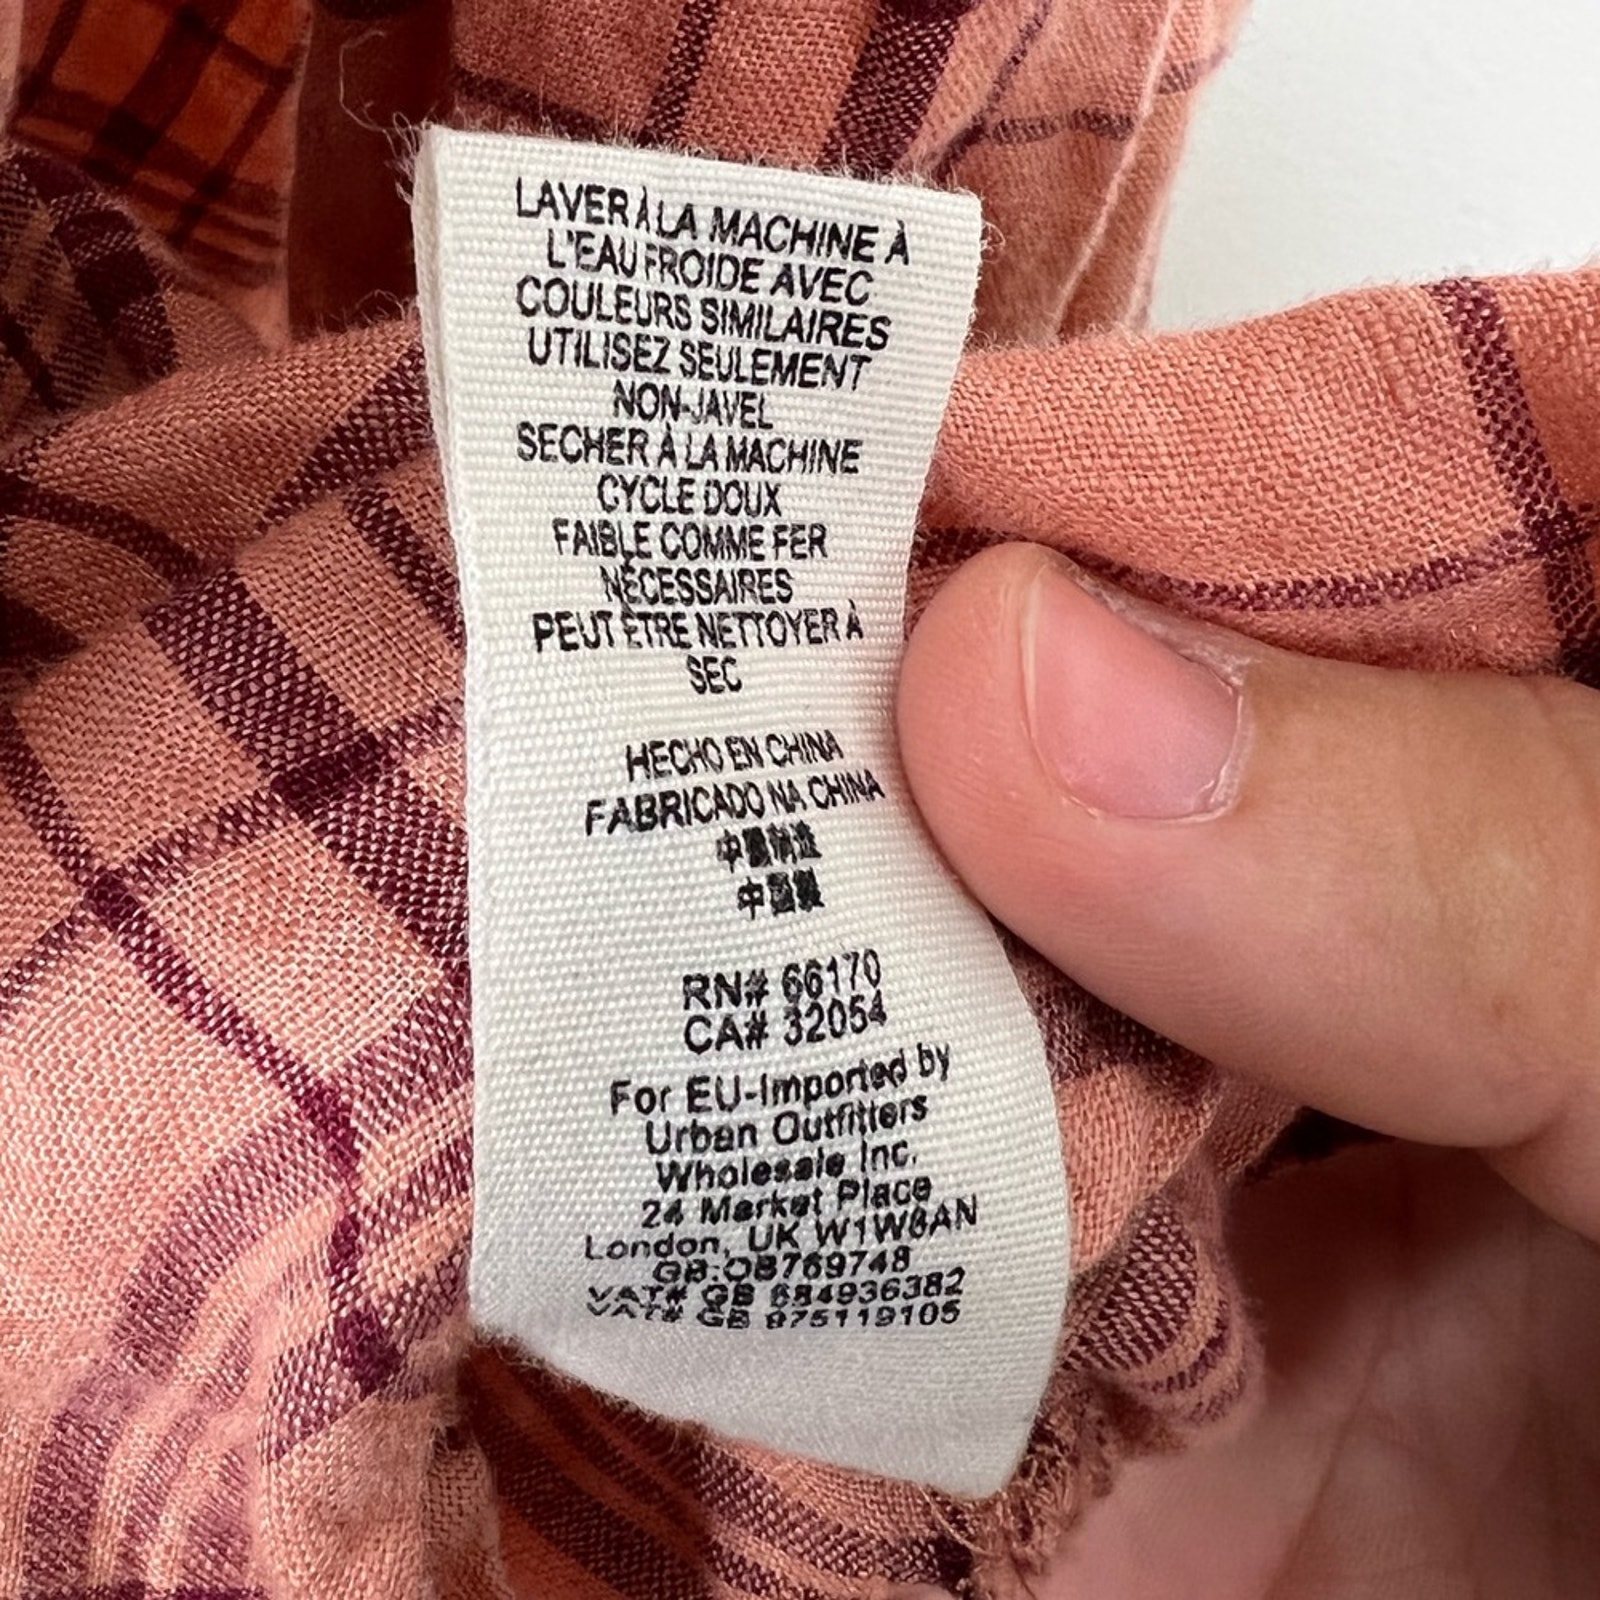 LAVER À LA MACHINE À
L'EAU FROIDE AVEC
COULEURS SIMILAIRES
UTILISEZ SEULEMENT
NON-JAVEL
SECHER À LA MACHINE
CYCLE DOUX
FAIBLE COMME FER
NÉCESSAIRES
PEUT ÊTRE NETTOYER À
SEC
HECHO EN CHINA
FABRICADO NA CHINA
中國製造
中国製
RN# 66170
CA# 32054
For EU-Imported by
Urban Outfitters
Wholesale Inc.
24 Market Place
London, UK W1W8AN
GB:OB769748
VAT# GB 684936382
VAT# GB 975119105